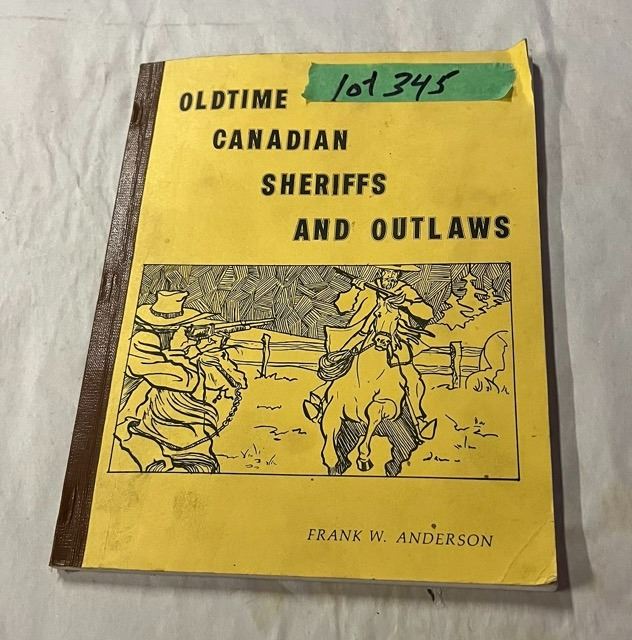 lot 345
OLDTIME
CANADIAN
SHERIFFS
AND OUTLAWS
FRANK W. ANDERSON